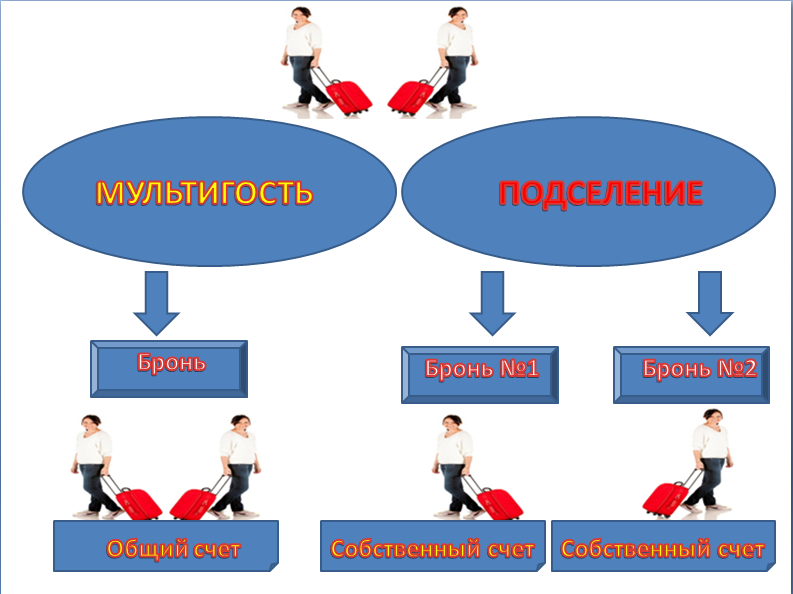 МУЛЬТИГОСТЬ
ПОДСЕЛЕНИЕ
Бронь
Бронь №1
Бронь №2
Общий счет
Собственный счет
Собственный счет